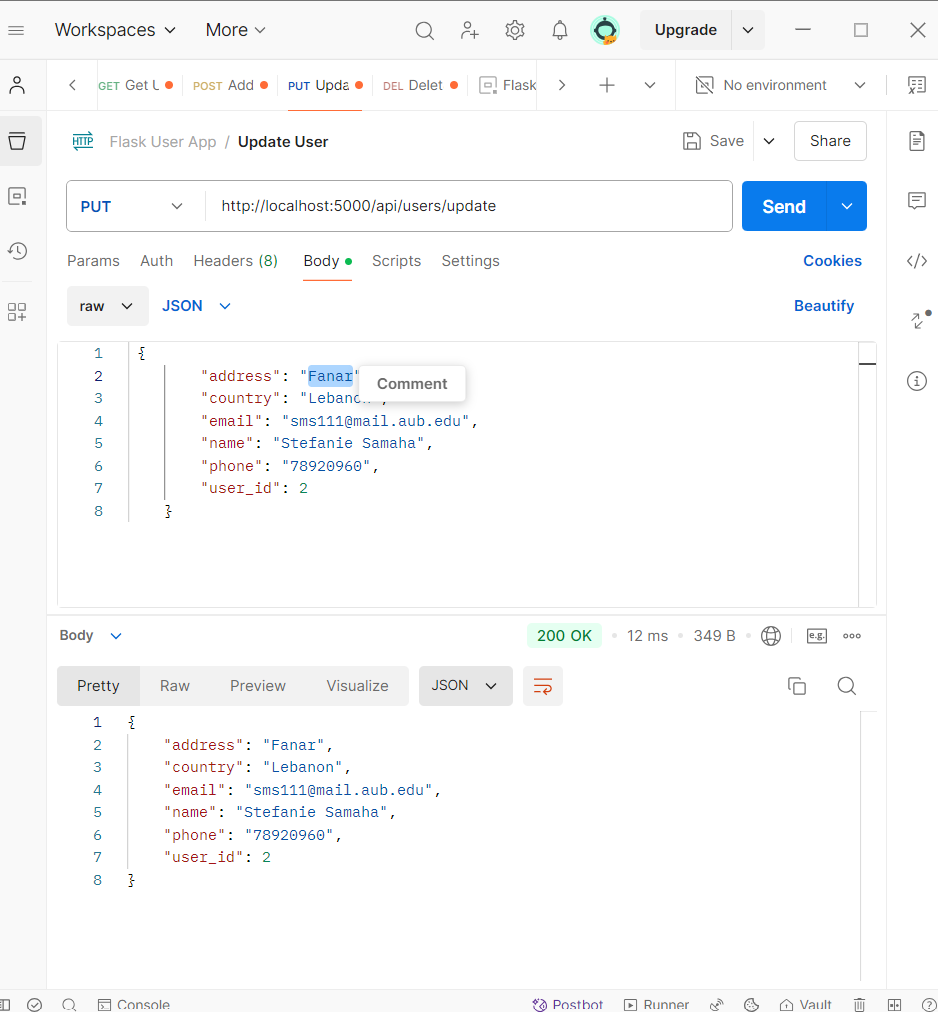 Workspaces More Upgrade
GET Get U POST Add PUT Upda DEL Delet Flask No environment
HTTP Flask User App / Update User Save Share
PUT http://localhost:5000/api/users/update Send
Params Auth Headers (8) Body Scripts Settings Cookies
raw JSON Beautify
1 {
2 "address": "Fanar"
Comment
3 "country": "Lebanon",
4 "email": "sms111@mail.aub.edu",
5 "name": "Stefanie Samaha",
6 "phone": "78920960",
7 "user_id": 2
8 }
Body 200 OK 12 ms 349 B e.g.
Pretty Raw Preview Visualize JSON
1 {
2 "address": "Fanar",
3 "country": "Lebanon",
4 "email": "sms111@mail.aub.edu",
5 "name": "Stefanie Samaha",
6 "phone": "78920960",
7 "user_id": 2
8 }
Console Postbot Runner Vault